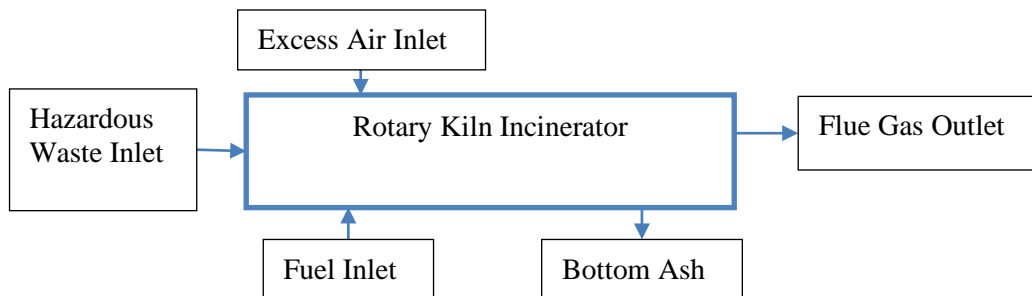 Excess Air Inlet
Hazardous
Waste Inlet
Rotary Kiln Incinerator
Flue Gas Outlet
Fuel Inlet
Bottom Ash